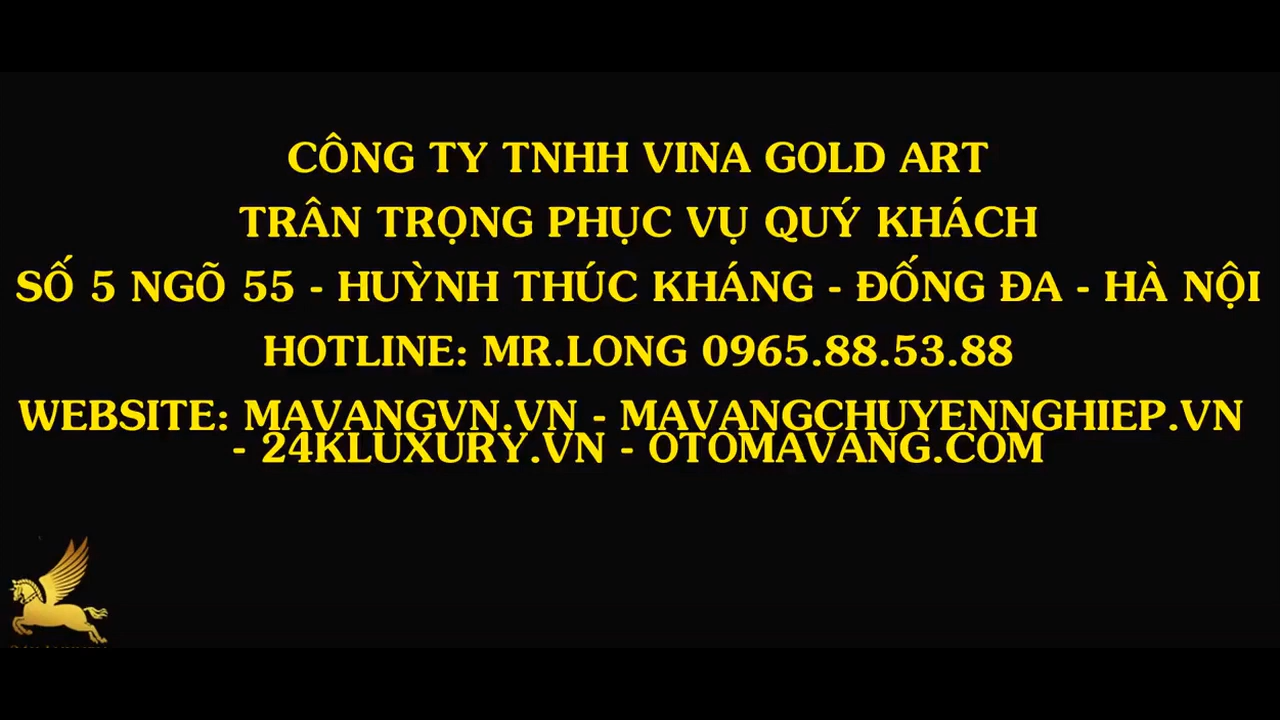 CÔNG TY TNHH VINA GOLD ART
TRÂN TRỌNG PHỤC VỤ QUÝ KHÁCH
SỐ 5 NGÕ 55 - HUỲNH THÚC KHÁNG - ĐỐNG ĐA - HÀ NỘI
HOTLINE: MR.LONG 0965.88.53.88
WEBSITE: MAVANGVN.VN - MAVANGCHUYENNGHIEP.VN
- 24KLUXURY.VN - OTOMAVANG.COM